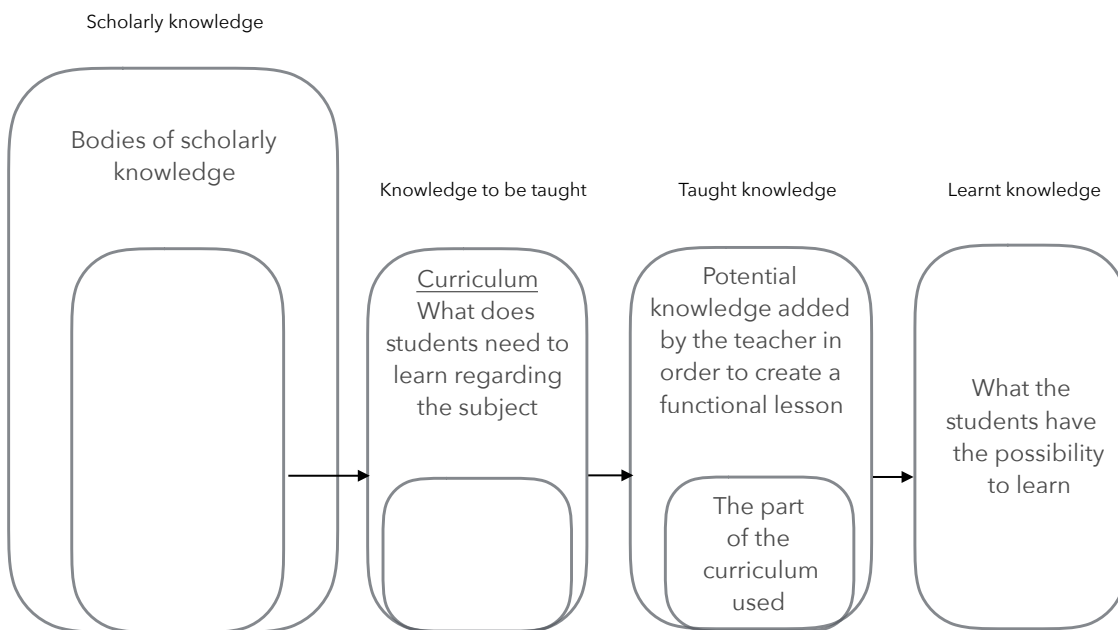 Scholarly knowledge
Bodies of scholarly
knowledge
Knowledge to be taught
Curriculum
What does
students need to
learn regarding
the subject
Taught knowledge
Potential
knowledge added
by the teacher in
order to create a
functional lesson
The part
of the
curriculum
used
Learnt knowledge
What the
students have
the possibility
to learn